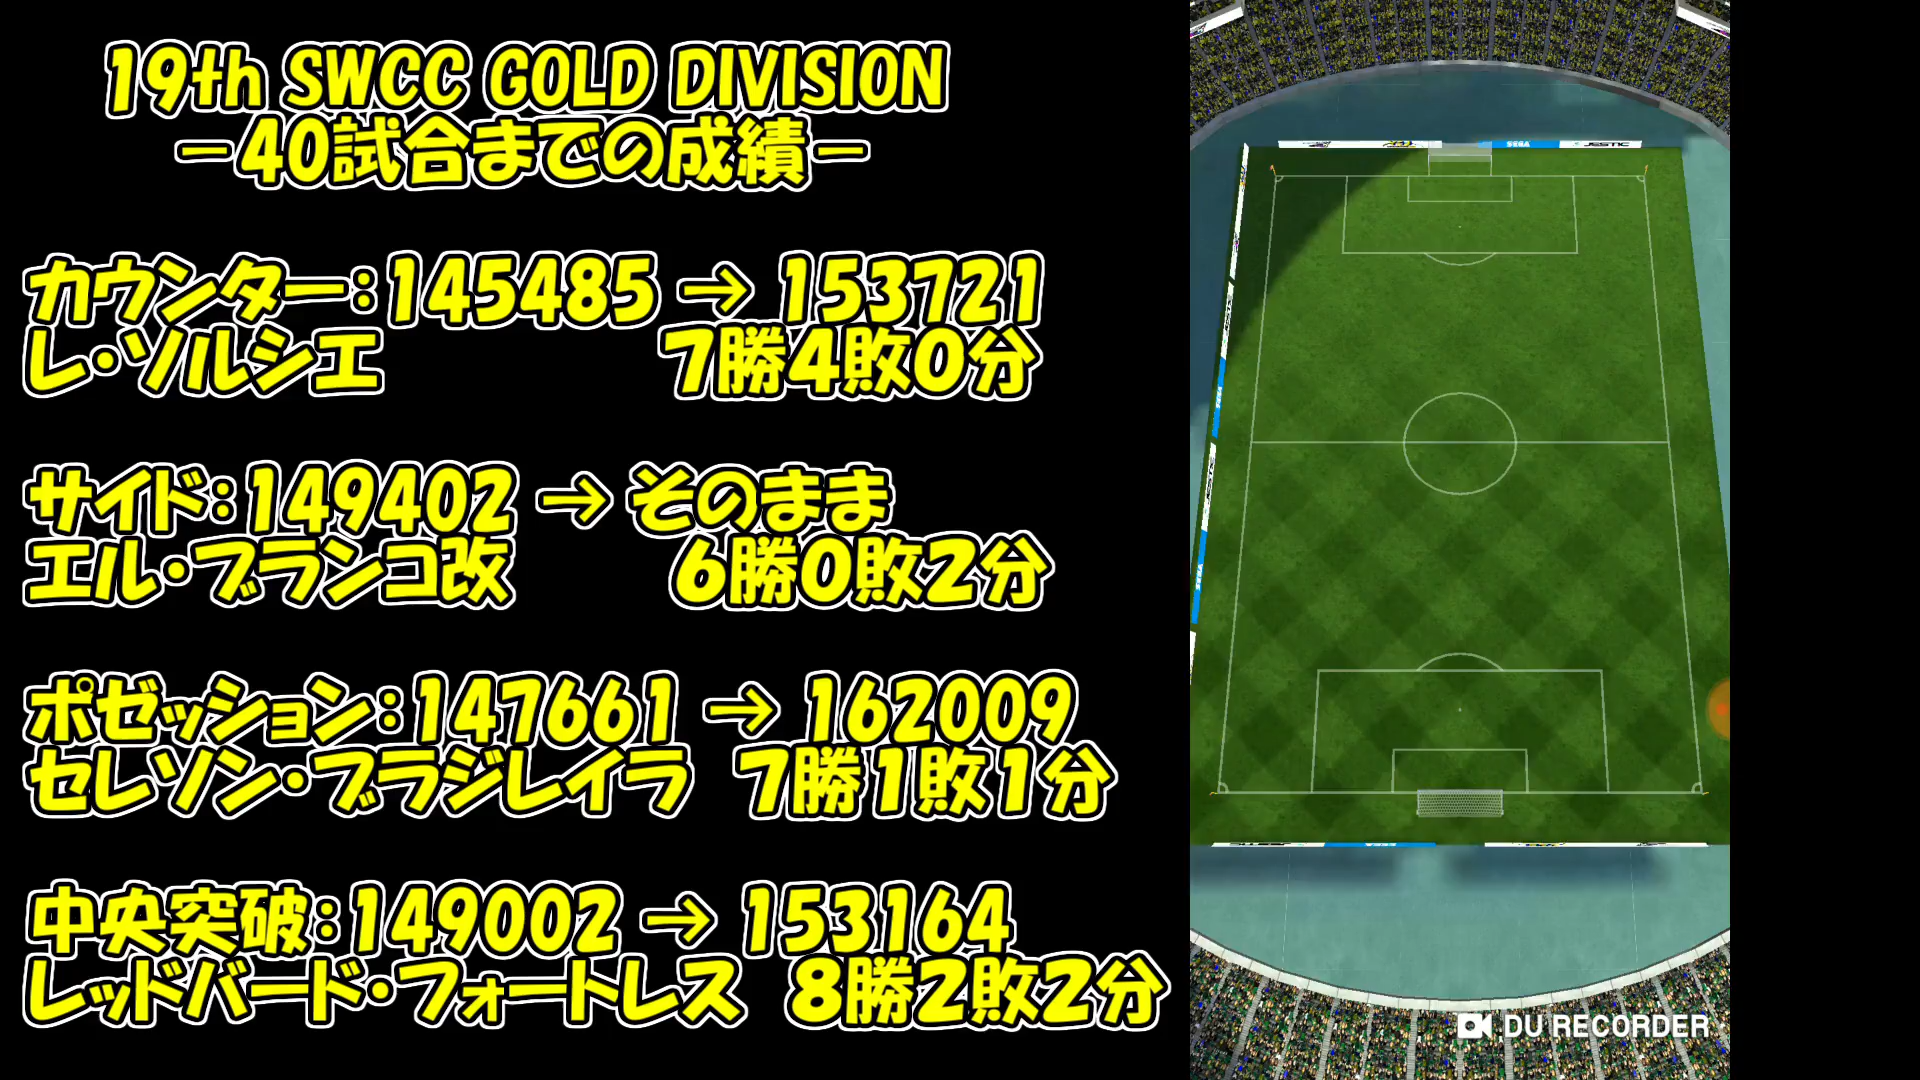 19th SWCC GOLD DIVISION
－40試合までの成績－
カウンター：145485 → 153721
レ・ソルシエ 7勝4敗0分
サイド：149402 → そのまま
エル・ブランコ改 6勝0敗2分
ポゼッション：147661 → 162009
セレソン・ブラジレイラ 7勝1敗1分
中央突破：149002 → 153164
レッドバード・フォートレス 8勝2敗2分
SEGA
JESTIC
SEGA
SEGA
DU RECORDER